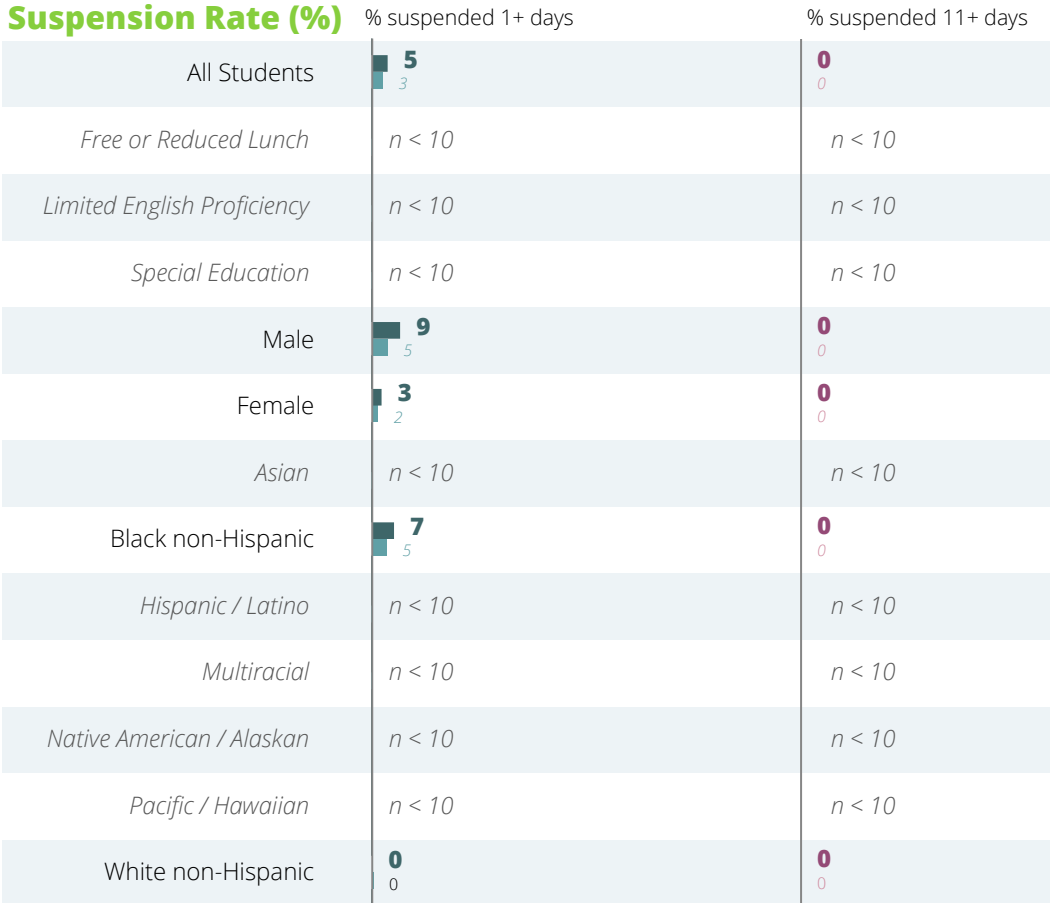 Suspension Rate (%) % suspended 1+ days % suspended 11+ days
All Students 5 0
3 0
Free or Reduced Lunch n < 10 n < 10
Limited English Proficiency n < 10 n < 10
Special Education n < 10 n < 10
Male 9 0
5 0
Female 3 0
2 0
Asian n < 10 n < 10
Black non-Hispanic 7 0
5 0
Hispanic / Latino n < 10 n < 10
Multiracial n < 10 n < 10
Native American / Alaskan n < 10 n < 10
Pacific / Hawaiian n < 10 n < 10
White non-Hispanic 0 0
0 0